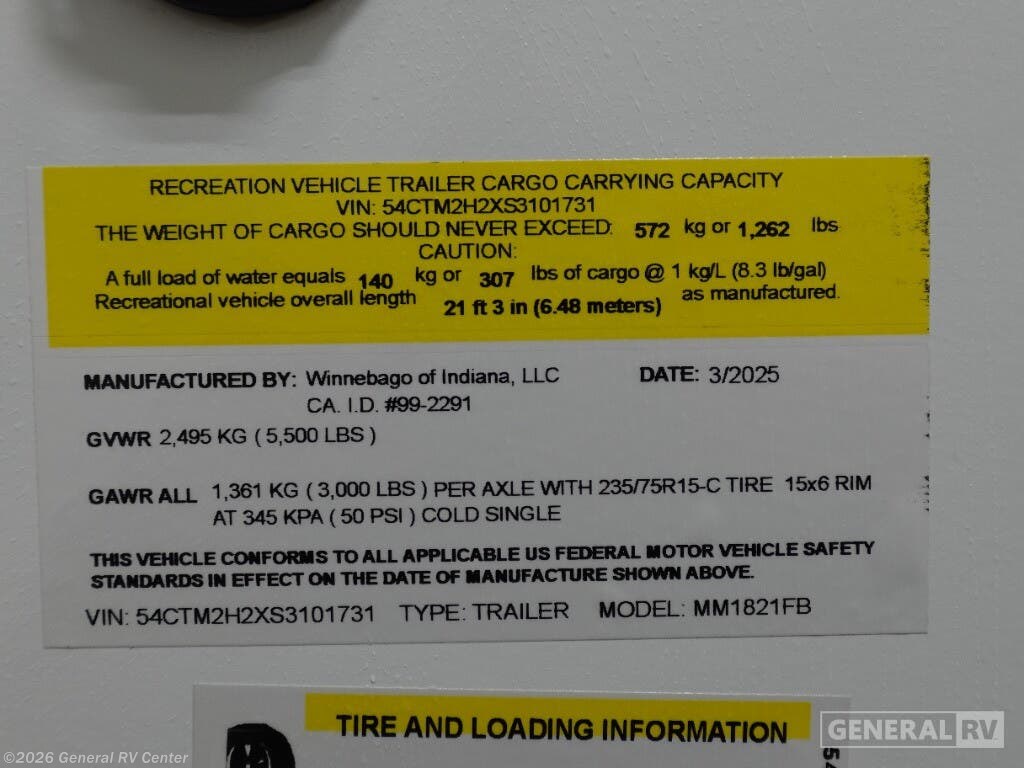 RECREATION VEHICLE TRAILER CARGO CARRYING CAPACITY
VIN: 54CTM2H2XS3101731
THE WEIGHT OF CARGO SHOULD NEVER EXCEED: 572 kg or 1,262 lbs
CAUTION:
A full load of water equals 140 kg or 307 lbs of cargo @ 1 kg/L (8.3 lb/gal)
Recreational vehicle overall length 21 ft 3 in (6.48 meters) as manufactured.
MANUFACTURED BY: Winnebago of Indiana, LLC DATE: 3/2025
CA. I.D. #99-2291
GVWR 2,495 KG ( 5,500 LBS )
GAWR ALL 1,361 KG ( 3,000 LBS ) PER AXLE WITH 235/75R15-C TIRE 15x6 RIM
AT 345 KPA ( 50 PSI ) COLD SINGLE
THIS VEHICLE CONFORMS TO ALL APPLICABLE US FEDERAL MOTOR VEHICLE SAFETY
STANDARDS IN EFFECT ON THE DATE OF MANUFACTURE SHOWN ABOVE.
VIN: 54CTM2H2XS3101731 TYPE: TRAILER MODEL: MM1821FB
TIRE AND LOADING INFORMATION
GENERAL RV
©2026 General RV Center